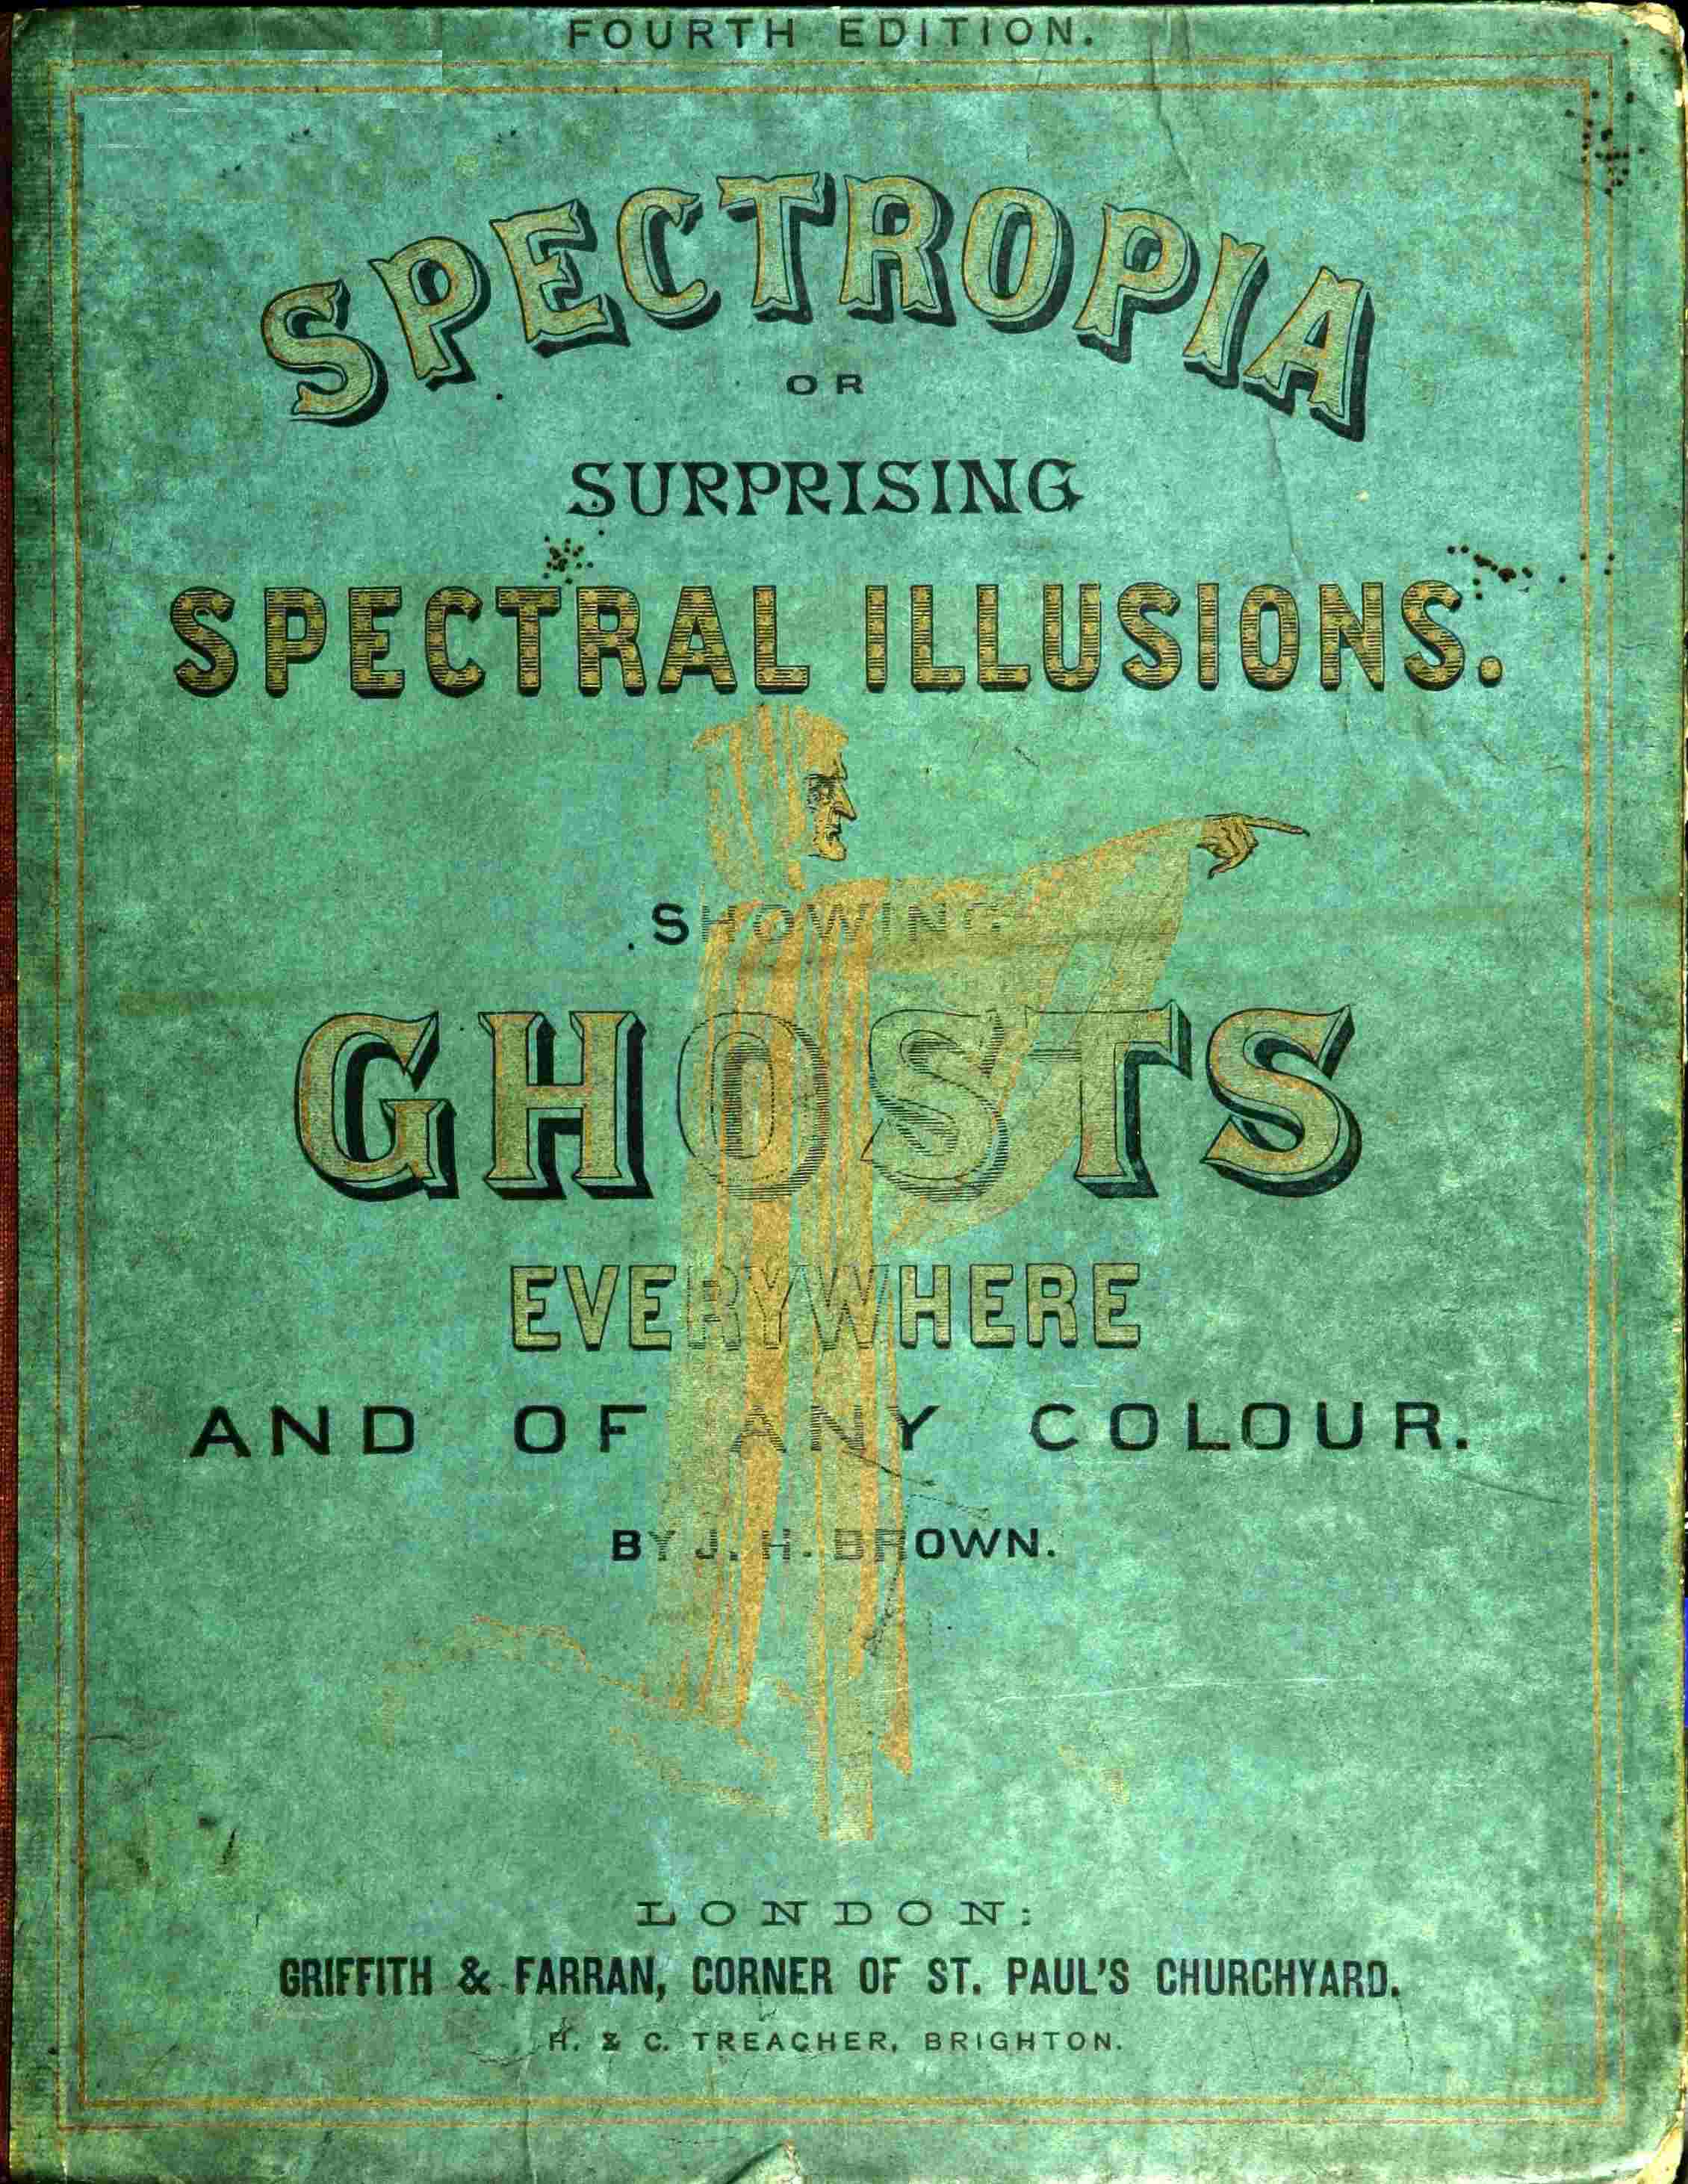 FOURTH EDITION.
SPECTROPIA
OR
SURPRISING
SPECTRAL ILLUSIONS.
SHOWING
GHOSTS
EVERYWHERE
AND OF ANY COLOUR.
BY J. H. BROWN.
LONDON:
GRIFFITH & FARRAN, CORNER OF ST. PAUL'S CHURCHYARD.
H. & C. TREACHER, BRIGHTON.